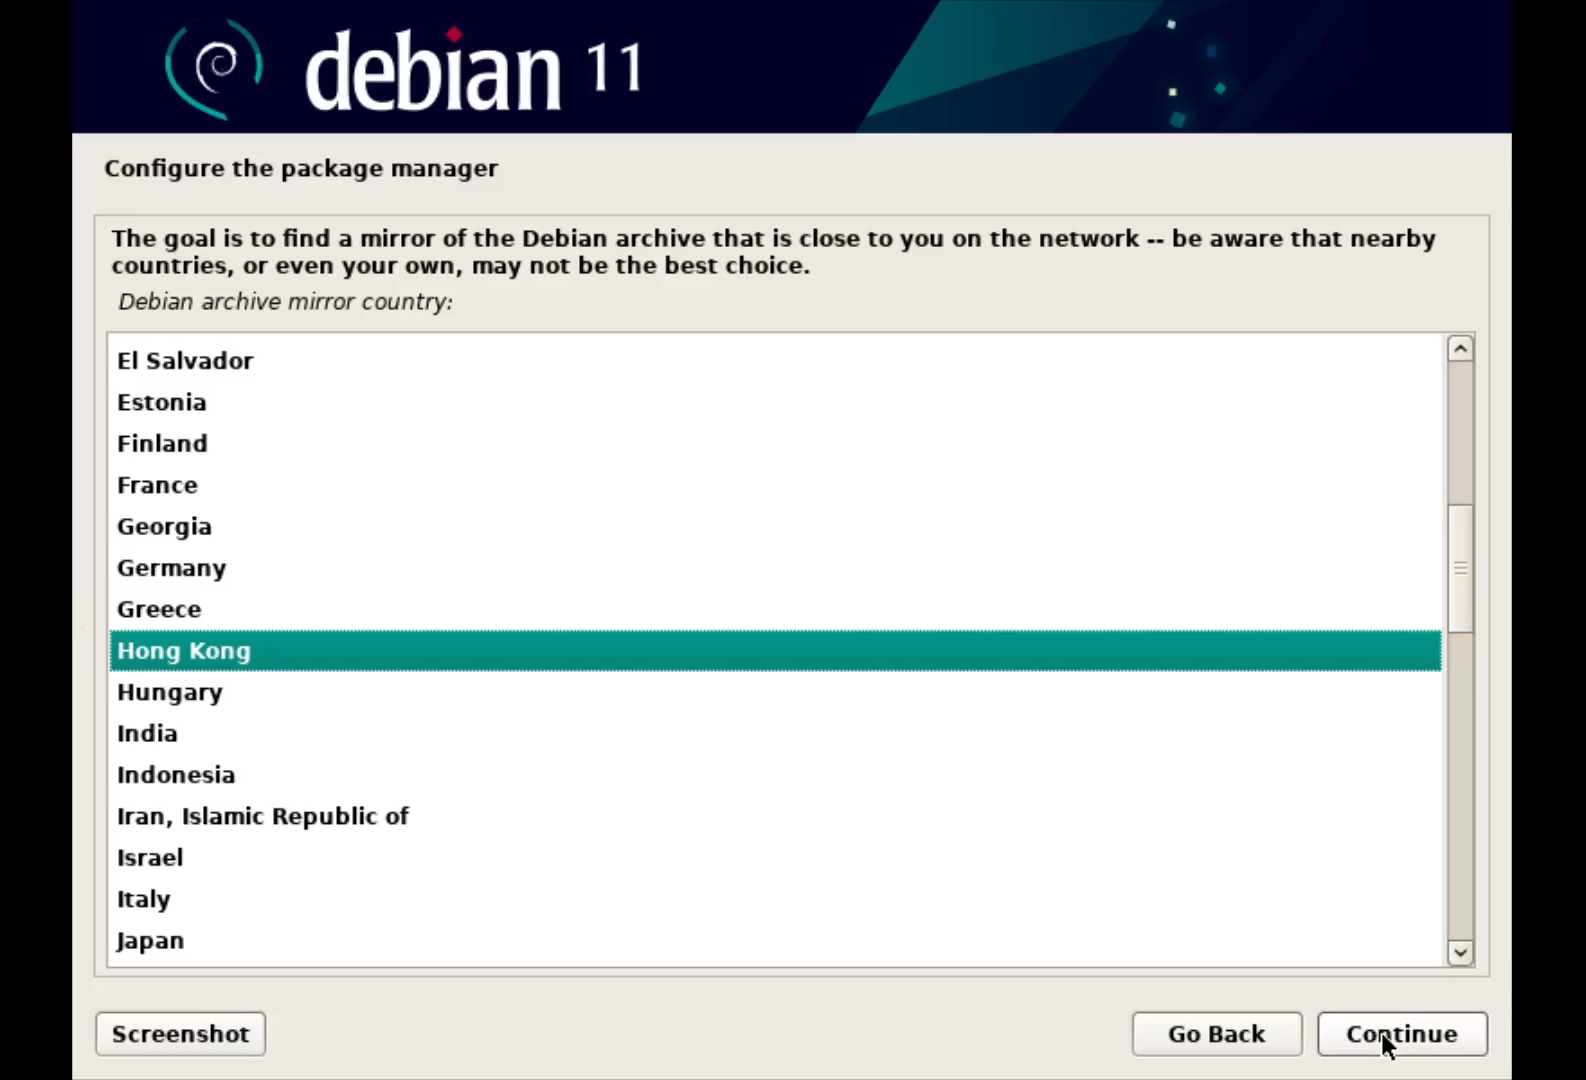 debian 11
Configure the package manager
The goal is to find a mirror of the Debian archive that is close to you on the network -- be aware that nearby
countries, or even your own, may not be the best choice.
Debian archive mirror country:
El Salvador
Estonia
Finland
France
Georgia
Germany
Greece
Hong Kong
Hungary
India
Indonesia
Iran, Islamic Republic of
Israel
Italy
Japan
Screenshot
Go Back
Continue